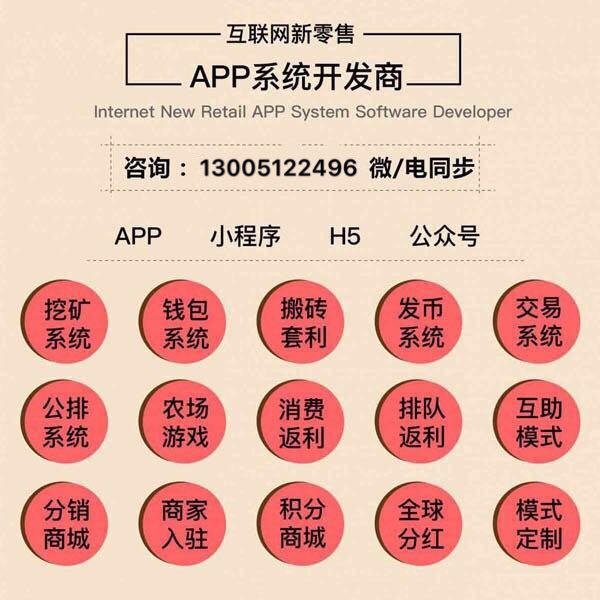 互联网新零售
APP系统开发商
Internet New Retail APP System Software Developer
咨询：13005122496 微/电同步
APP 小程序 H5 公众号
挖矿系统 钱包系统 搬砖套利 发币系统 交易系统
公排系统 农场游戏 消费返利 排队返利 互助模式
分销商城 商家入驻 积分商城 全球分红 模式定制